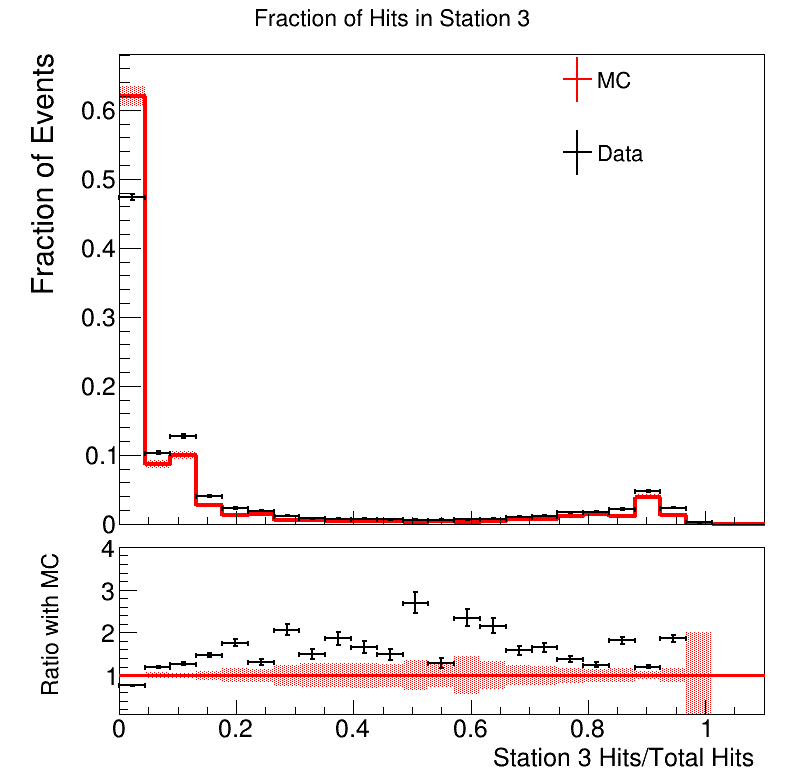 Fraction of Hits in Station 3
Fraction of Events
MC
Data
0.6
0.5
0.4
0.3
0.2
0.1
0
Ratio with MC
4
3
2
1
0
0.2
0.4
0.6
0.8
1
Station 3 Hits/Total Hits